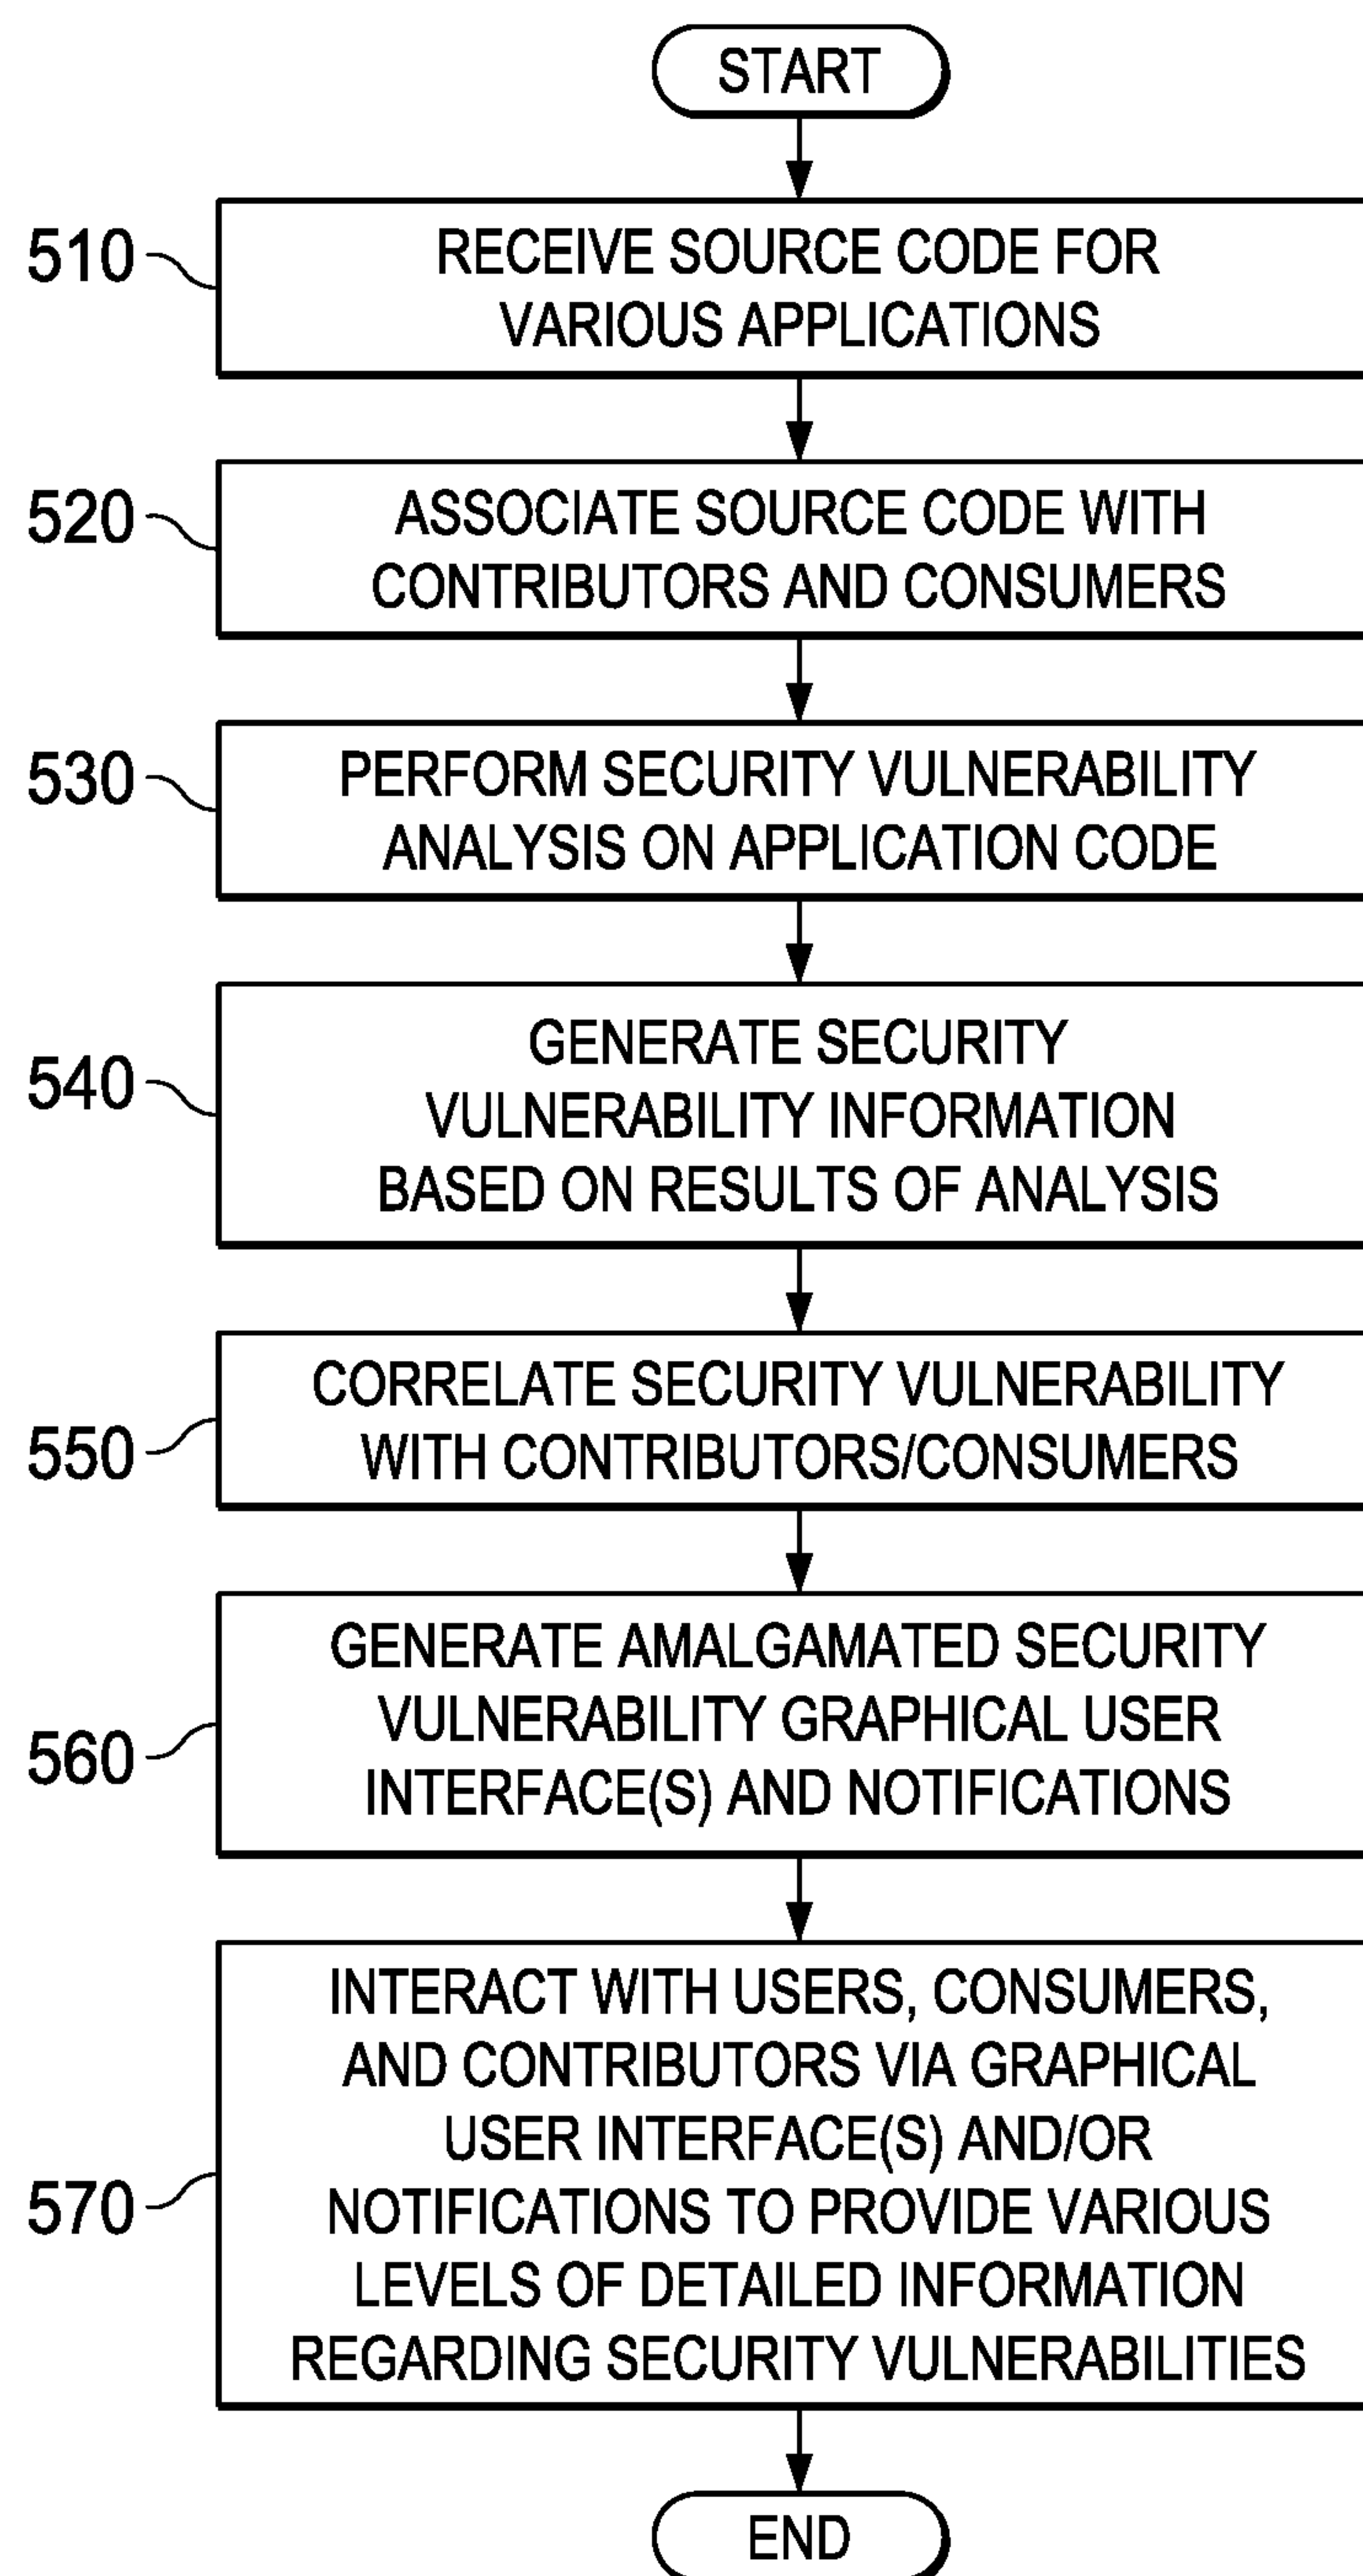 START
510
RECEIVE SOURCE CODE FOR
VARIOUS APPLICATIONS
520
ASSOCIATE SOURCE CODE WITH
CONTRIBUTORS AND CONSUMERS
530
PERFORM SECURITY VULNERABILITY
ANALYSIS ON APPLICATION CODE
540
GENERATE SECURITY
VULNERABILITY INFORMATION
BASED ON RESULTS OF ANALYSIS
550
CORRELATE SECURITY VULNERABILITY
WITH CONTRIBUTORS/CONSUMERS
560
GENERATE AMALGAMATED SECURITY
VULNERABILITY GRAPHICAL USER
INTERFACE(S) AND NOTIFICATIONS
570
INTERACT WITH USERS, CONSUMERS,
AND CONTRIBUTORS VIA GRAPHICAL
USER INTERFACE(S) AND/OR
NOTIFICATIONS TO PROVIDE VARIOUS
LEVELS OF DETAILED INFORMATION
REGARDING SECURITY VULNERABILITIES
END